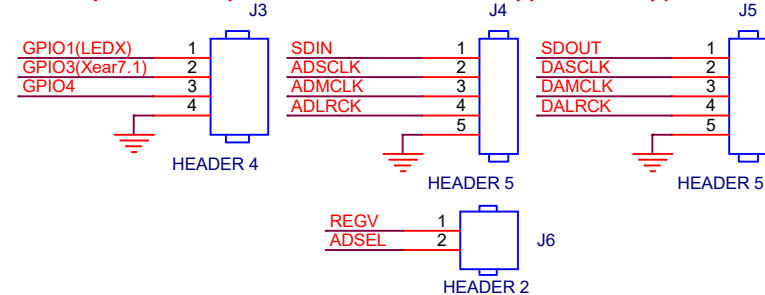 J3 J4 J5
GPIO1(LEDX) 1 SDIN 1 SDOUT 1
GPIO3(Xear7.1) 2 ADSCLK 2 DASCLK 2
GPIO4 3 ADMCLK 3 DAMCLK 3
4 ADLRCK 4 DALRCK 4
5 5
HEADER 4
HEADER 5 HEADER 5
REGV 1
ADSEL 2 J6
HEADER 2